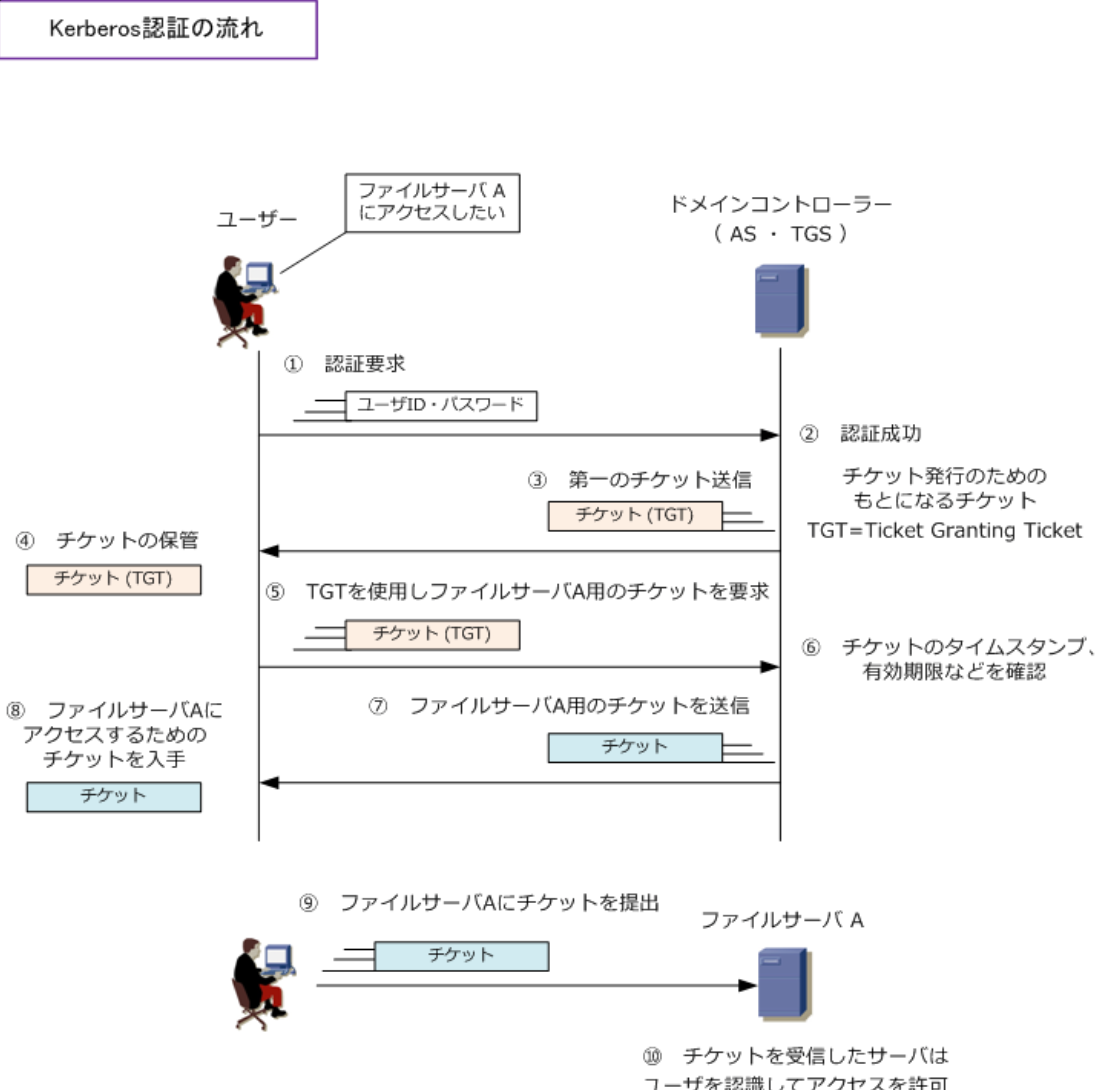 Kerberos認証の流れ
ファイルサーバ A
にアクセスしたい
ユーザー
ドメインコントローラー
( AS ・ TGS )
① 認証要求
ユーザID・パスワード
② 認証成功
チケット発行のための
もとになるチケット
TGT=Ticket Granting Ticket
③ 第一のチケット送信
チケット (TGT)
④ チケットの保管
チケット (TGT)
⑤ TGTを使用しファイルサーバA用のチケットを要求
チケット (TGT)
⑥ チケットのタイムスタンプ、
有効期限などを確認
⑦ ファイルサーバA用のチケットを送信
チケット
⑧ ファイルサーバAに
アクセスするための
チケットを入手
チケット
⑨ ファイルサーバAにチケットを提出
チケット
ファイルサーバ A
⑩ チケットを受信したサーバは
ユーザを認識してアクセスを許可